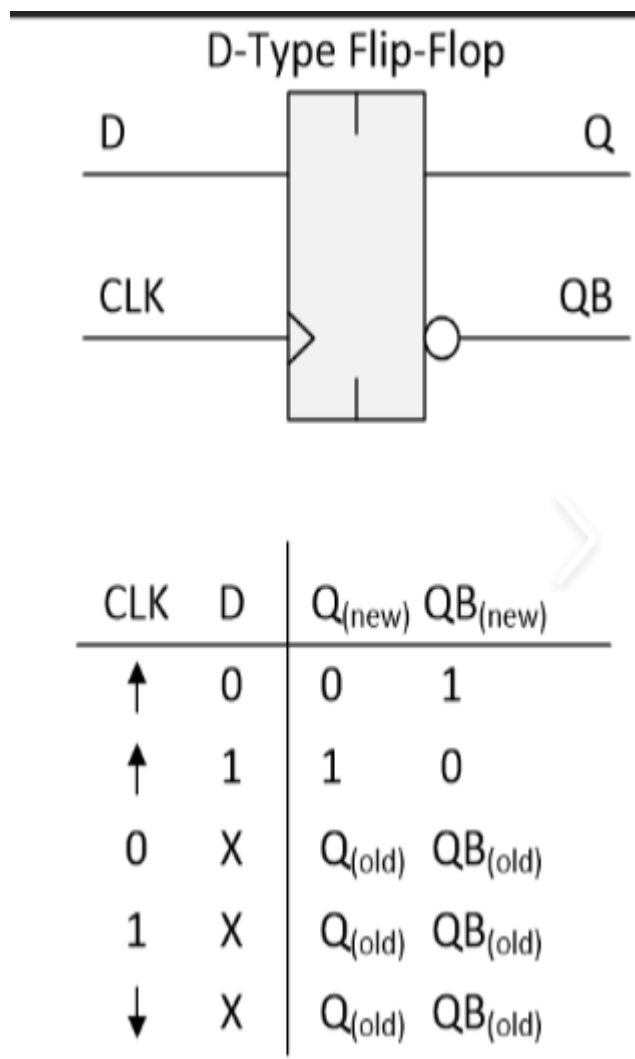 D-Type Flip-Flop
D Q
CLK QB
CLK D Q(new) QB(new)
↑ 0 0 1
↑ 1 1 0
0 X Q(old) QB(old)
1 X Q(old) QB(old)
↓ X Q(old) QB(old)